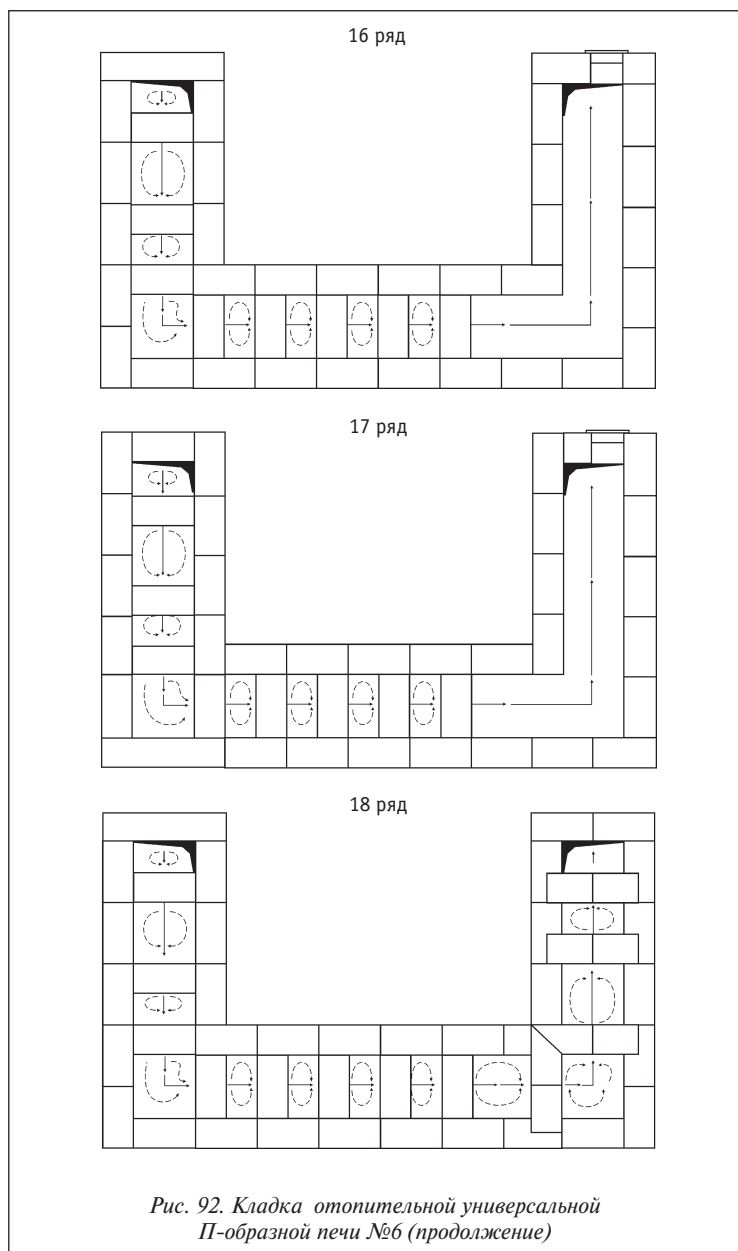 16 ряд
17 ряд
18 ряд
Рис. 92. Кладка отопительной универсальной
П-образной печи №6 (продолжение)